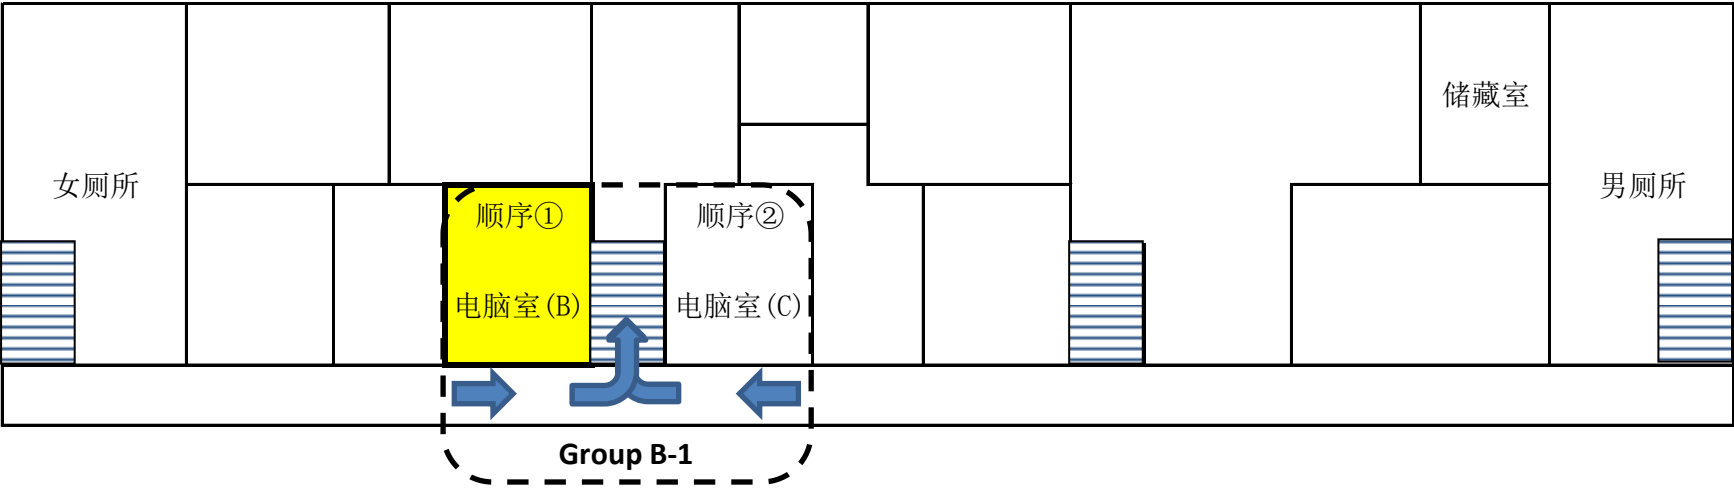 储藏室
女厕所
男厕所
顺序①
顺序②
电脑室(B)
电脑室(C)
Group B-1